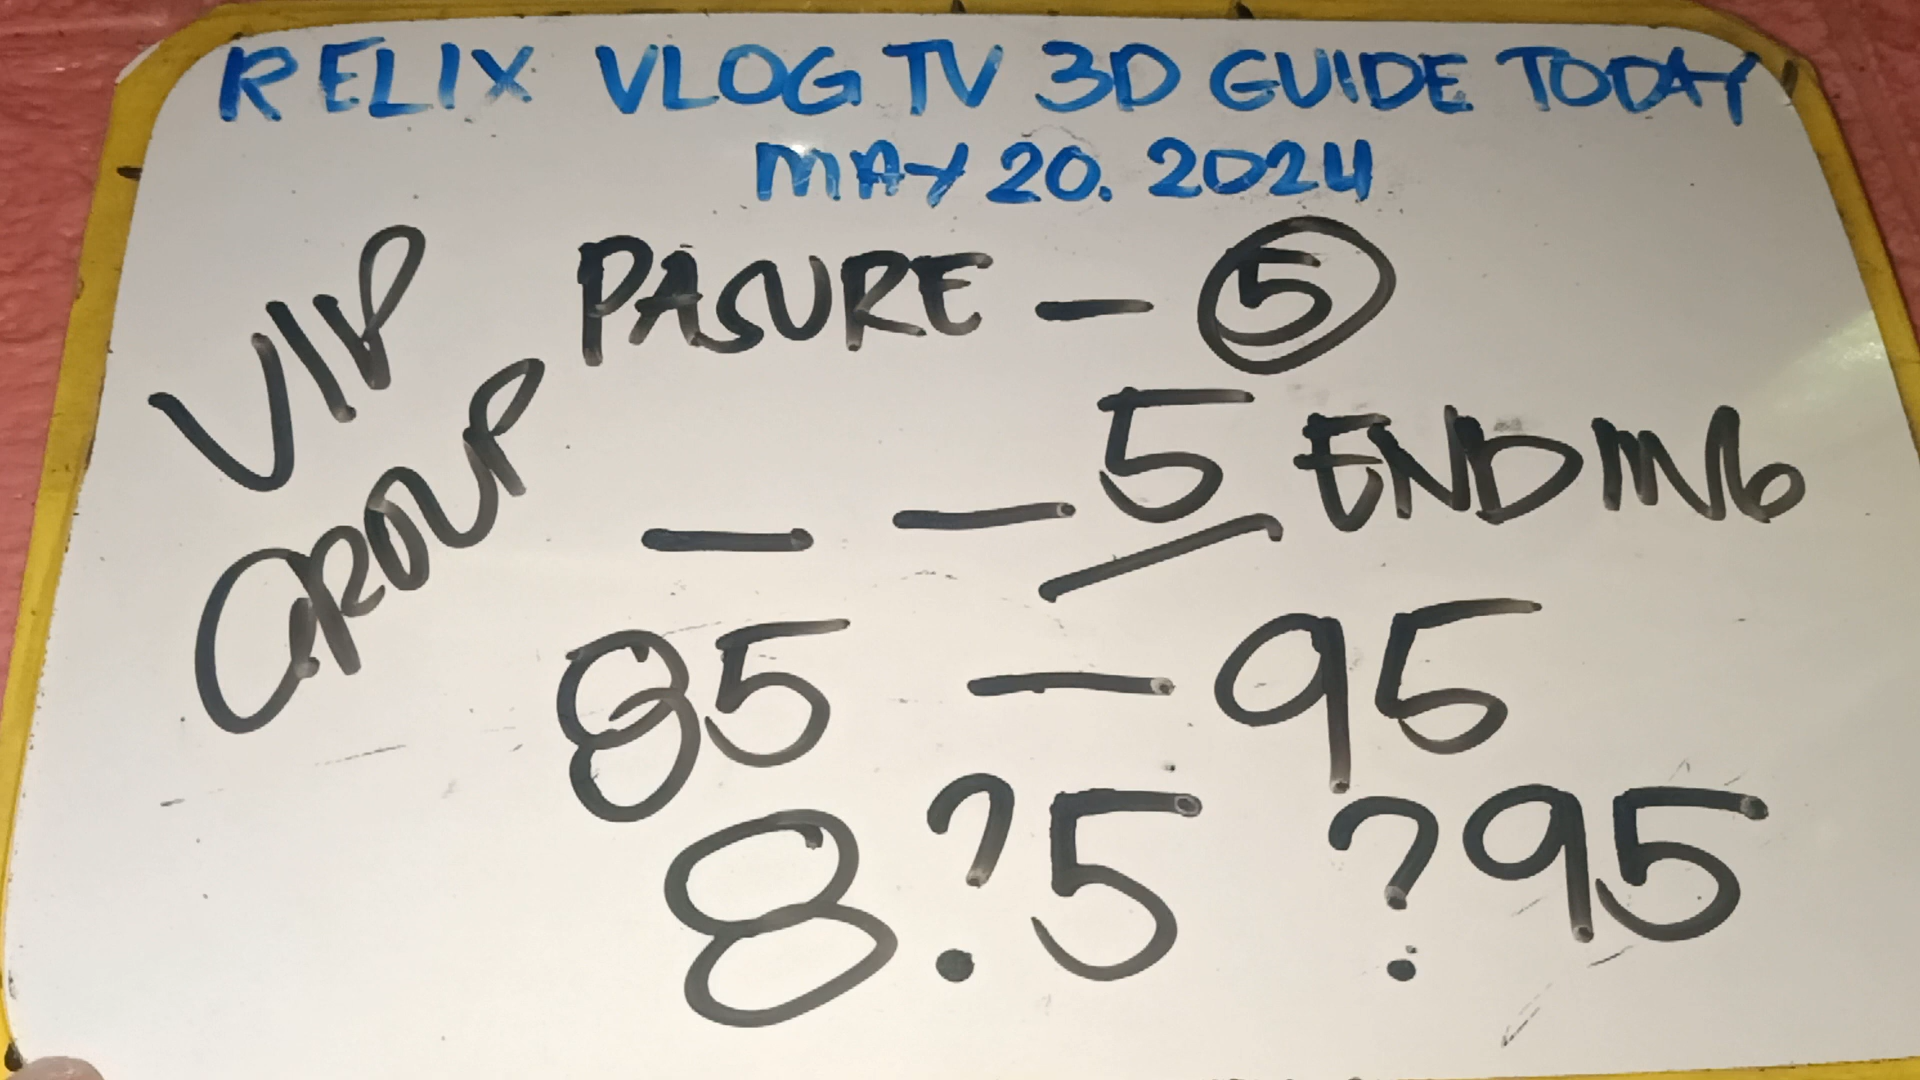 RELIX VLOG TV 3D GUIDE TODAY
MAY 20. 2024
VIP
GROUP
PASURE - 5
_ _ 5 ENDING
85 - 95
8?5 ?95